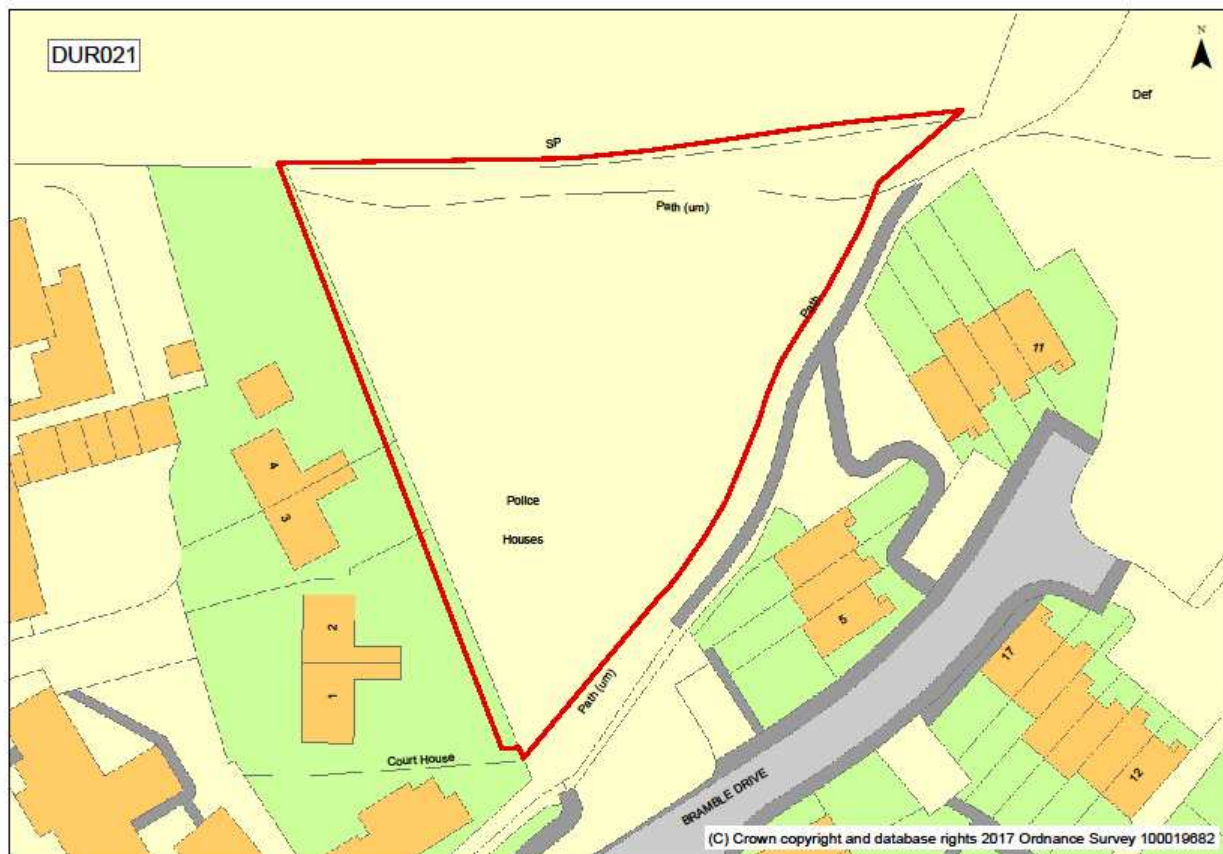 DUR021
N
Def
SP
Path (um)
Path
11
4
3
Police
Houses
5
2
1
17
Path (um)
Court House
12
BRAMBLE DRIVE
(C) Crown copyright and database rights 2017 Ordnance Survey 100019682